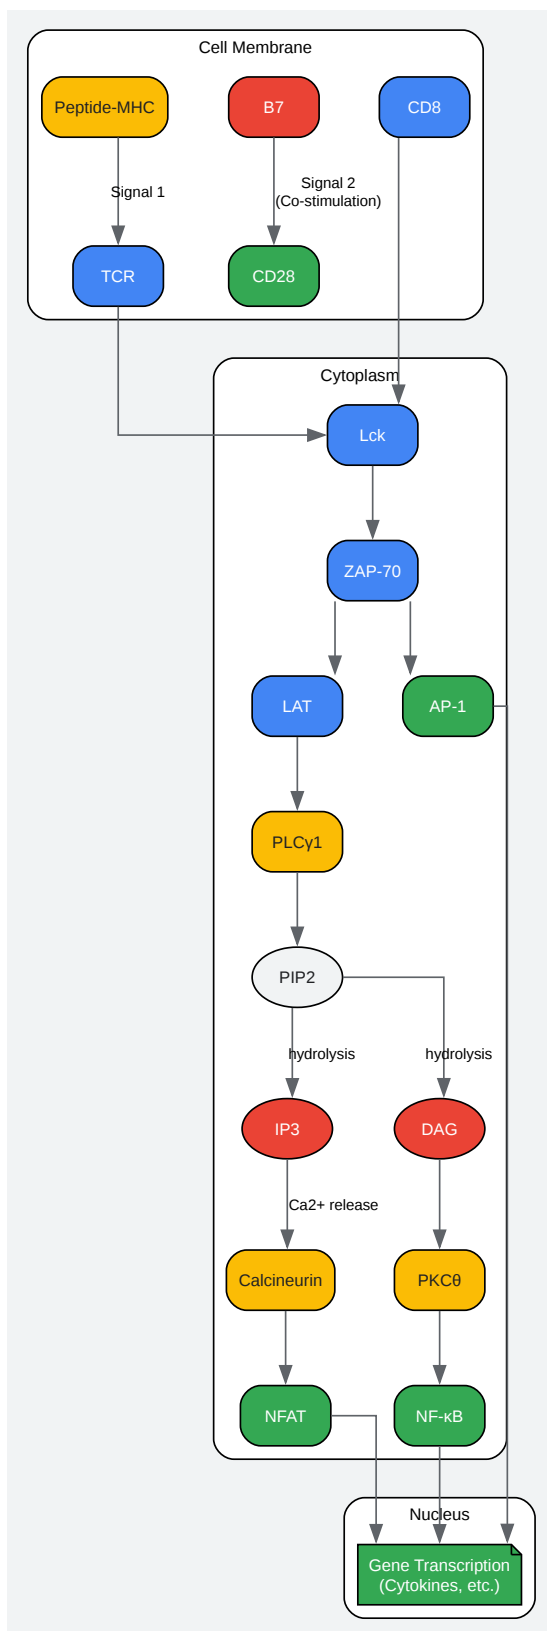 Cell Membrane
Peptide-MHC
B7
CD8
Signal 1
Signal 2
(Co-stimulation)
TCR
CD28
Cytoplasm
Lck
ZAP-70
LAT
AP-1
PLCγ1
PIP2
hydrolysis
hydrolysis
IP3
DAG
Ca2+ release
Calcineurin
PKCθ
NFAT
NF-κB
Nucleus
Gene Transcription
(Cytokines, etc.)